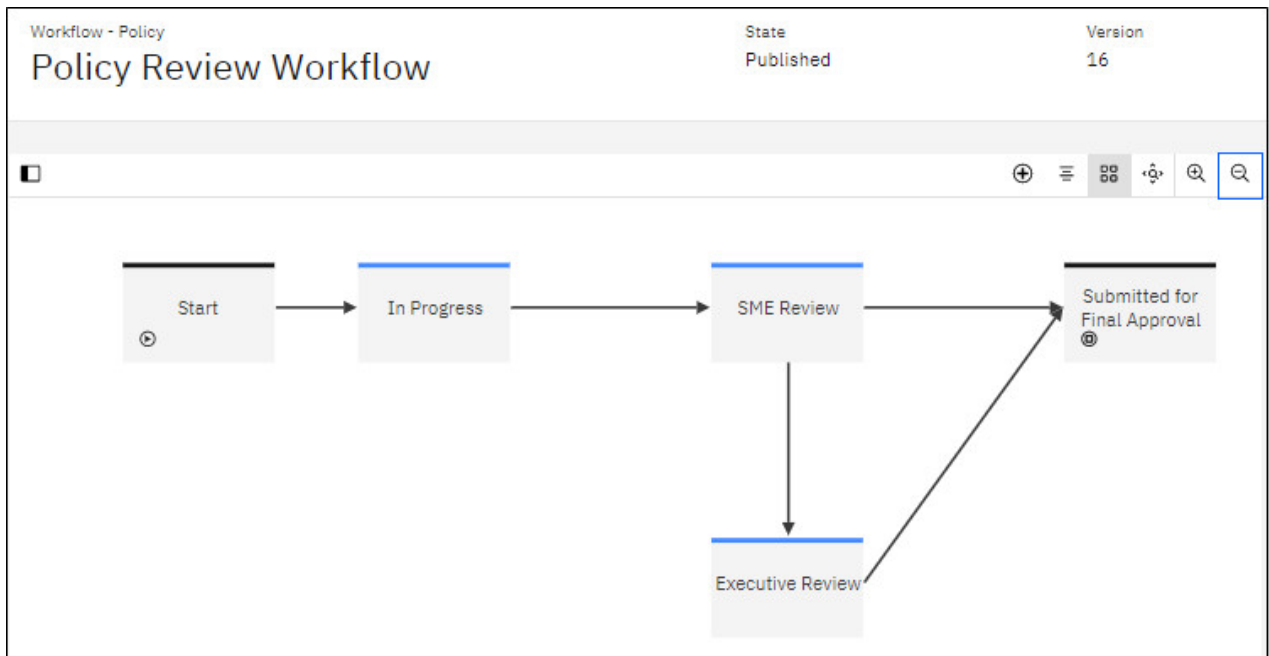 Workflow - Policy
Policy Review Workflow
State
Published
Version
16
Start
In Progress
SME Review
Submitted for
Final Approval
Executive Review